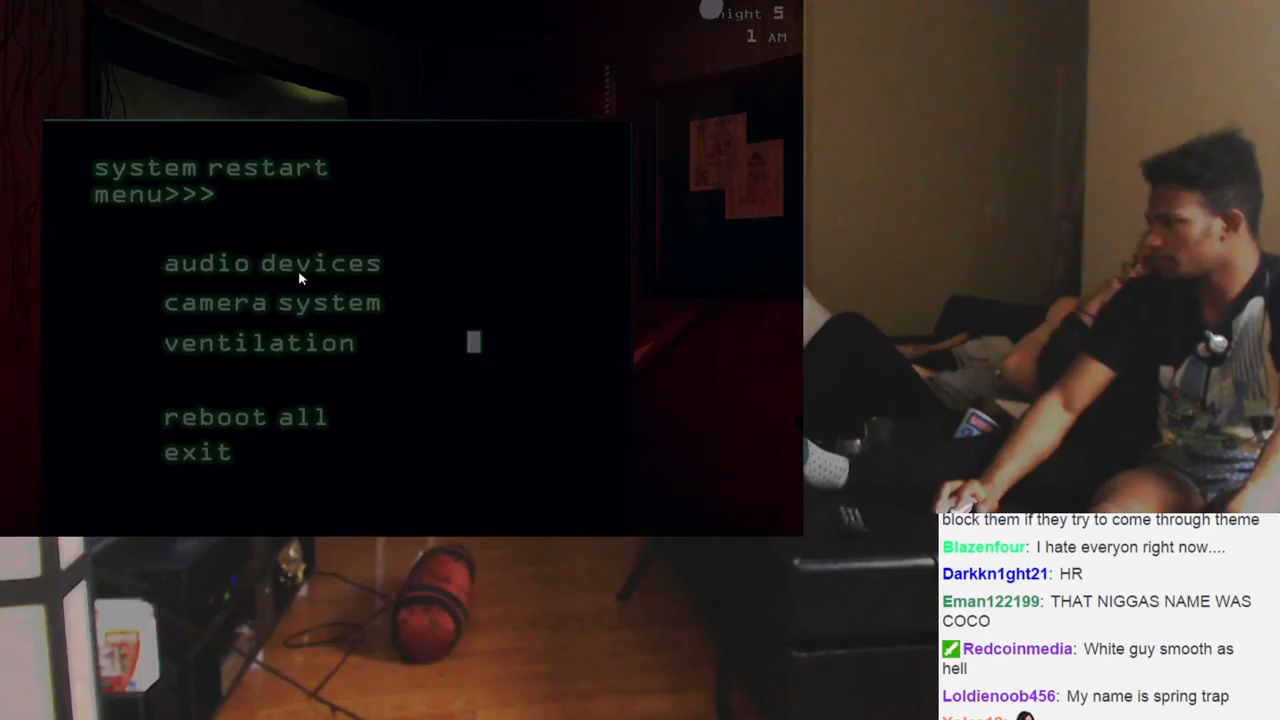 night 5
1 AM
system restart
menu>>>
audio devices
camera system
ventilation
reboot all
exit
block them if they try to come through theme
Blazenfour: I hate everyon right now....
Darkkn1ght21: HR
Eman122199: THAT NIGGAS NAME WAS
COCO
Redcoinmedia: White guy smooth as
hell
Loldienoob456: My name is spring trap